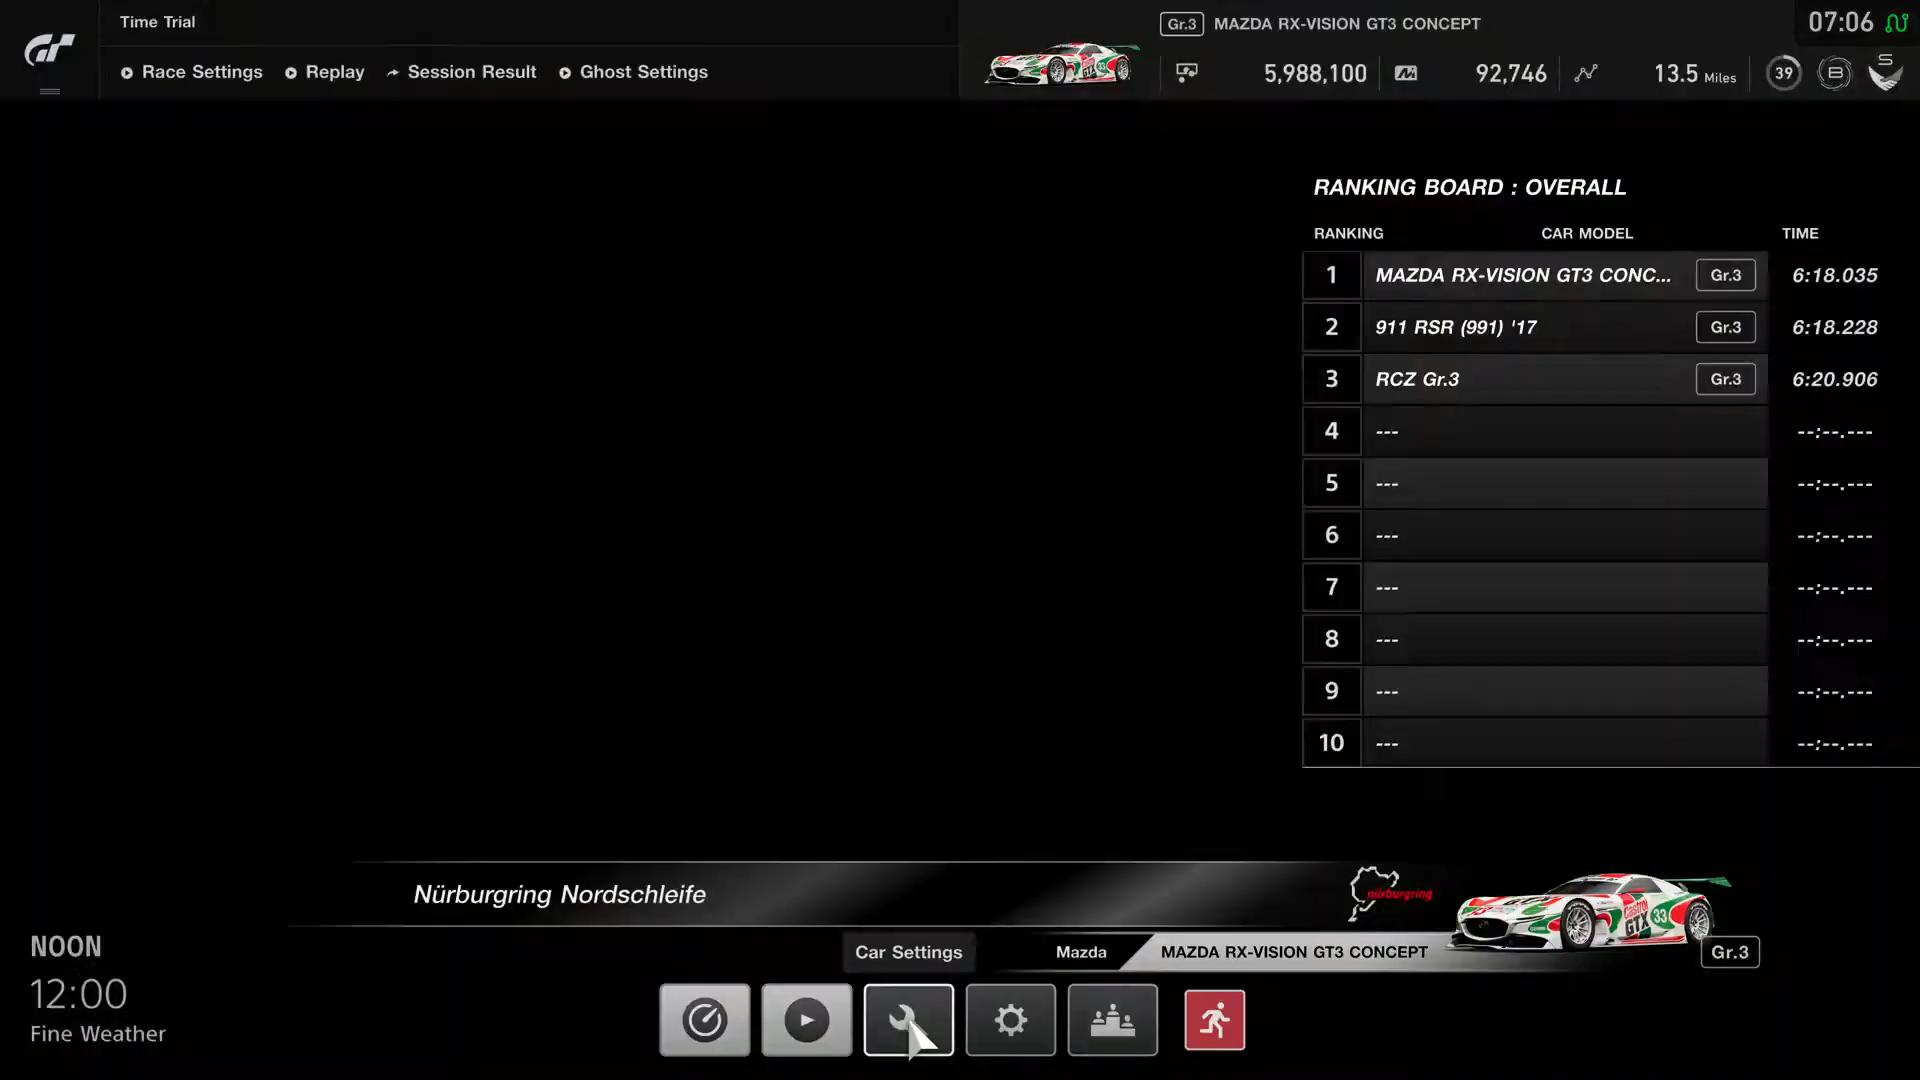 Time Trial
Gr.3 MAZDA RX-VISION GT3 CONCEPT
07:06
Race Settings Replay Session Result Ghost Settings
5,988,100 92,746 13.5 Miles 39 B S
RANKING BOARD : OVERALL
RANKING CAR MODEL TIME
1 MAZDA RX-VISION GT3 CONC... Gr.3 6:18.035
2 911 RSR (991) '17 Gr.3 6:18.228
3 RCZ Gr.3 Gr.3 6:20.906
4 --- --:--.---
5 --- --:--.---
6 --- --:--.---
7 --- --:--.---
8 --- --:--.---
9 --- --:--.---
10 --- --:--.---
Nürburgring Nordschleife
nürburgring
Castrol
GTX
33
NOON
Car Settings Mazda MAZDA RX-VISION GT3 CONCEPT Gr.3
12:00
Fine Weather